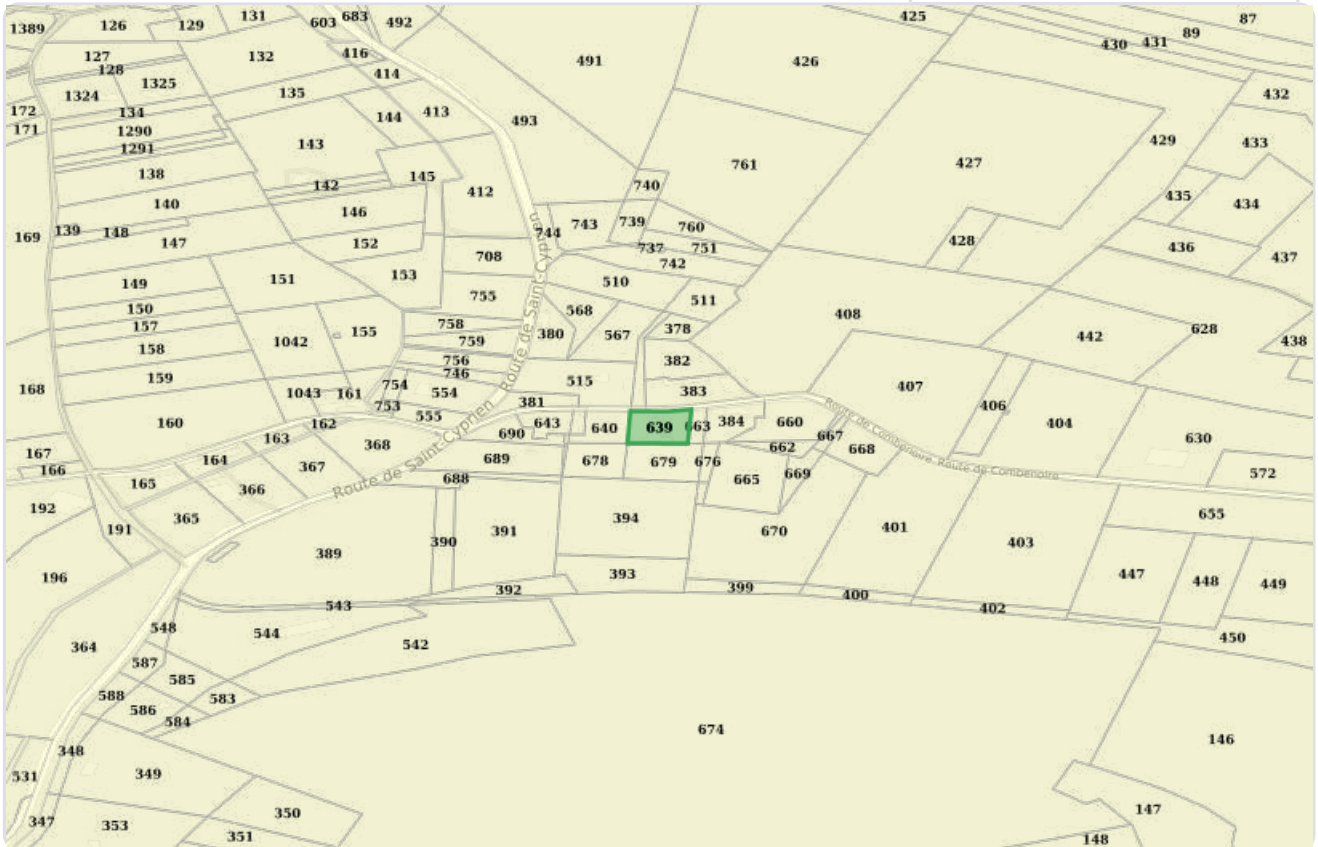 1389 126 129 131 603 683 492 425 87
127 128 132 416 491 426 430 431 89
1324 1325 135 414 432
172 134 144 413 493 429 433
171 1290 143
1291 145 761 427
138 142 412 740 435 434
140 146 743 739 760
169 139 148 147 152 744 737 751 428 436 437
708 742
149 151 153 510
150 755 511
157 758 568 378 408 442 628 438
158 1042 155 759 380 567
756 382
159 746 515 407
168 1043 161 754 554 383 406
753 555 381
160 162 643 384 660 404
163 368 690 640 639 663 667 630
167 164 367 689 678 679 676 662 668
166 688 665 669 572
165 366
192 365 391 394 655
191 390 670 401 403
389 447 448 449
196 393 399
543 392 400 402
548 544 542 450
364 587 585
588 583
586 584
348 349 674 146
531
347 353 350 147
351 148
Route de Saint-Cyprien
Route de Saint-Cyprien
Route de Combenoire, Route de Combenoire